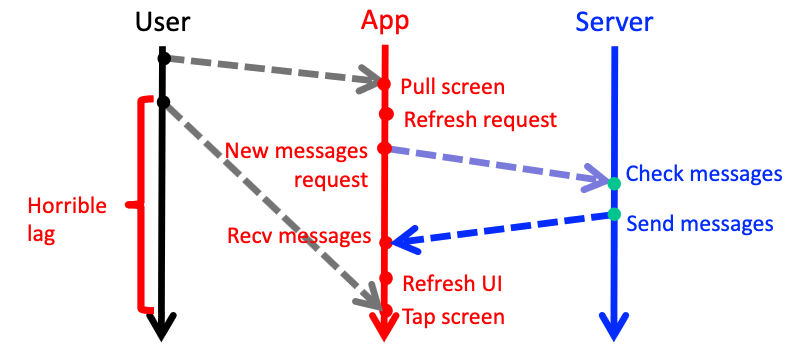 User
App
Server
Pull screen
Refresh request
New messages
request
Check messages
Horrible
lag
Send messages
Recv messages
Refresh UI
Tap screen